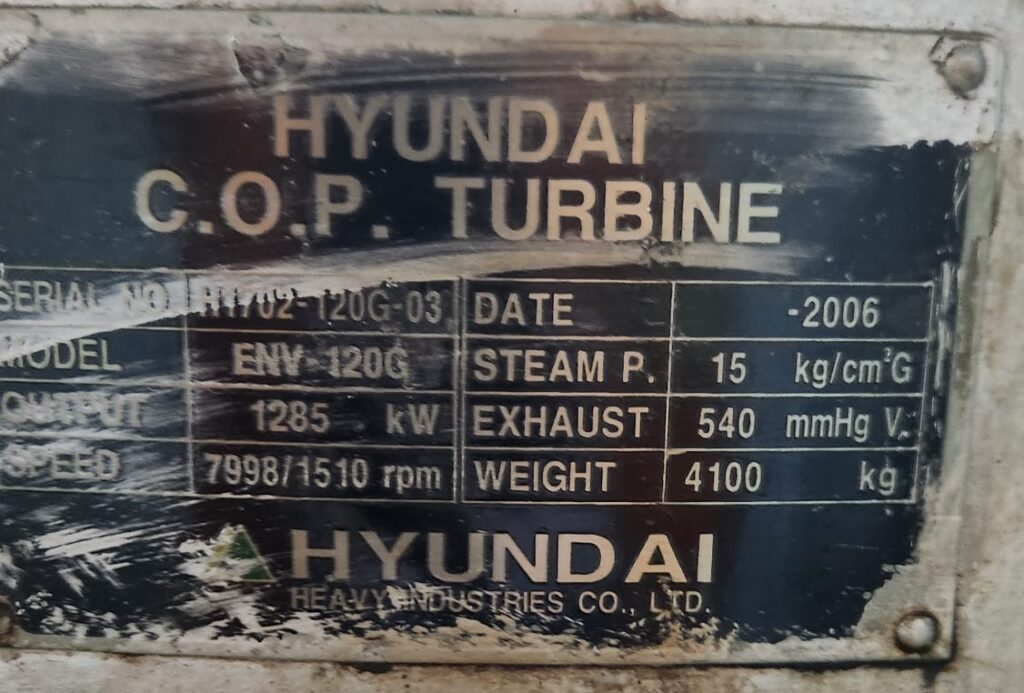 HYUNDAI
C.O.P. TURBINE
SERIAL NO. H1702-120G-03 DATE -2006
MODEL ENV-120G STEAM P. 15 kg/cm²G
OUTPUT 1285 kW EXHAUST 540 mmHg V.
SPEED 7998/1510 rpm WEIGHT 4100 kg
HYUNDAI
HEAVY INDUSTRIES CO., LTD.